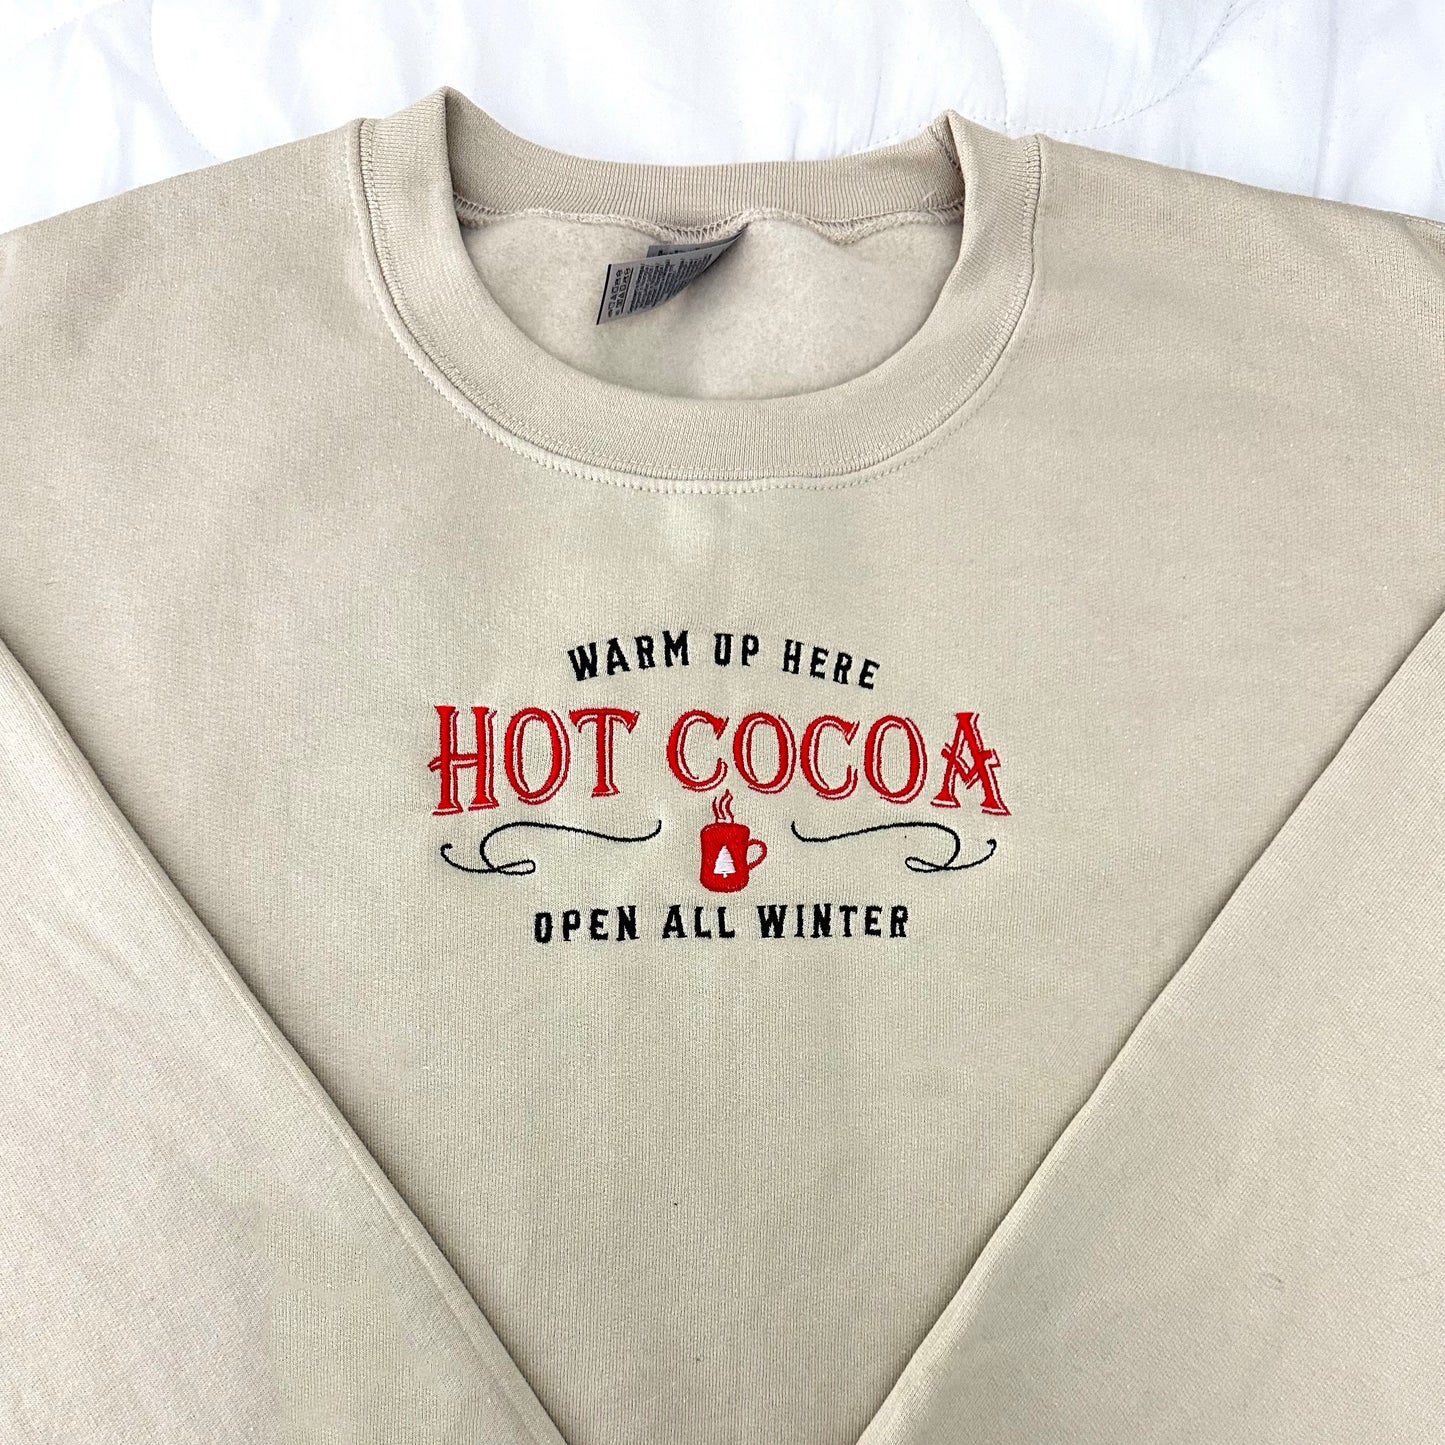 WARM UP HERE
HOT COCOA
OPEN ALL WINTER